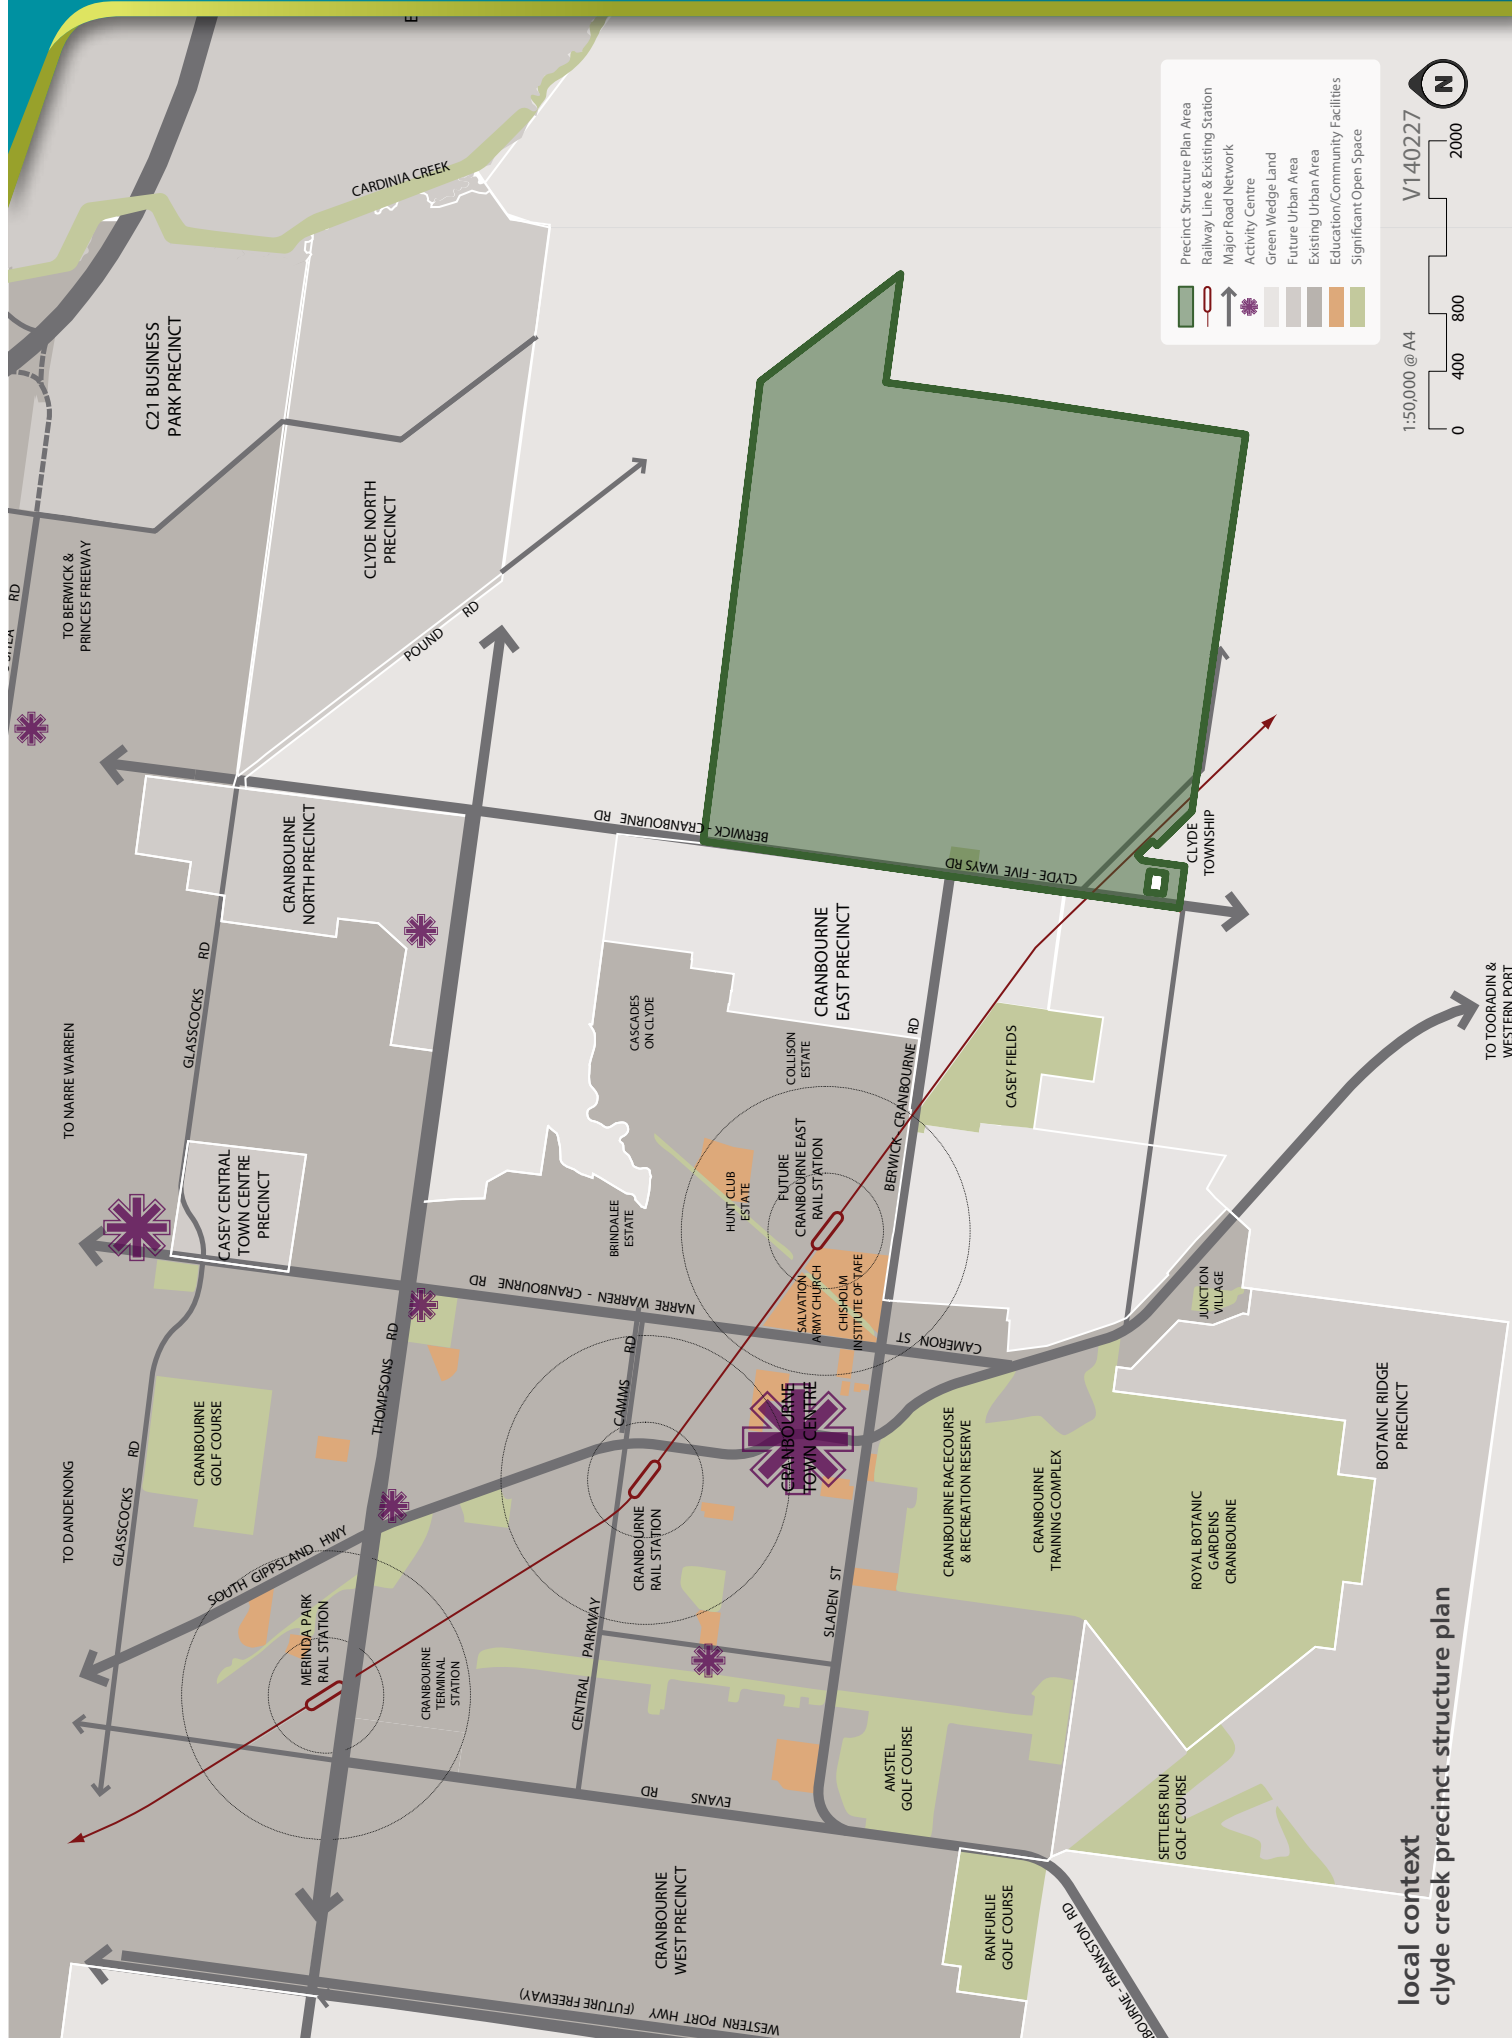 CARDINIA CREEK
C21 BUSINESS
PARK PRECINCT
CLYDE NORTH
PRECINCT
TO BERWICK &
PRINCES FREEWAY
RD
POUND RD
CRANBOURNE
NORTH PRECINCT
BERWICK - CRANBOURNE RD
CLYDE - FIVE WAYS RD
CLYDE
TOWNSHIP
GLASSCOCKS RD
TO NARRE WARREN
CASEY CENTRAL
TOWN CENTRE
PRECINCT
CASCADES
ON CLYDE
COLLISON
ESTATE
CRANBOURNE
EAST PRECINCT
BERWICK - CRANBOURNE RD
CASEY FIELDS
TO TOORADIN &
WESTERN PORT
BRINDALEE
ESTATE
HUNT CLUB
ESTATE
FUTURE
CRANBOURNE EAST
RAIL STATION
SALVATION
ARMY CHURCH
CHISHOLM
INSTITUTE OF TAFE
NARRE WARREN - CRANBOURNE RD
CAMERON ST
JUNCTION
VILLAGE
THOMPSONS RD
CAMMS RD
CRANBOURNE
TOWN CENTRE
CRANBOURNE
GOLF COURSE
GLASSCOCKS RD
TO DANDENONG
SOUTH GIPPSLAND HWY
MERINDA PARK
RAIL STATION
CRANBOURNE
RAIL STATION
CRANBOURNE
TERMINAL
STATION
CENTRAL PARKWAY
SLADEN ST
CRANBOURNE RACECOURSE
& RECREATION RESERVE
CRANBOURNE
TRAINING COMPLEX
ROYAL BOTANIC
GARDENS
CRANBOURNE
BOTANIC RIDGE
PRECINCT
EVANS RD
AMSTEL
GOLF COURSE
SETTLERS RUN
GOLF COURSE
CRANBOURNE
WEST PRECINCT
RANFURLIE
GOLF COURSE
BOURNE - FRANKSTON RD
WESTERN PORT HWY (FUTURE FREEWAY)
Precinct Structure Plan Area
Railway Line & Existing Station
Major Road Network
Activity Centre
Green Wedge Land
Future Urban Area
Existing Urban Area
Education/Community Facilities
Significant Open Space
N
V140227
1:50,000 @ A4
0 400 800 2000
local context
clyde creek precinct structure plan